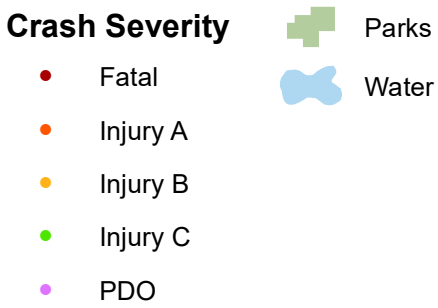 Crash Severity
Fatal
Injury A
Injury B
Injury C
PDO
Parks
Water